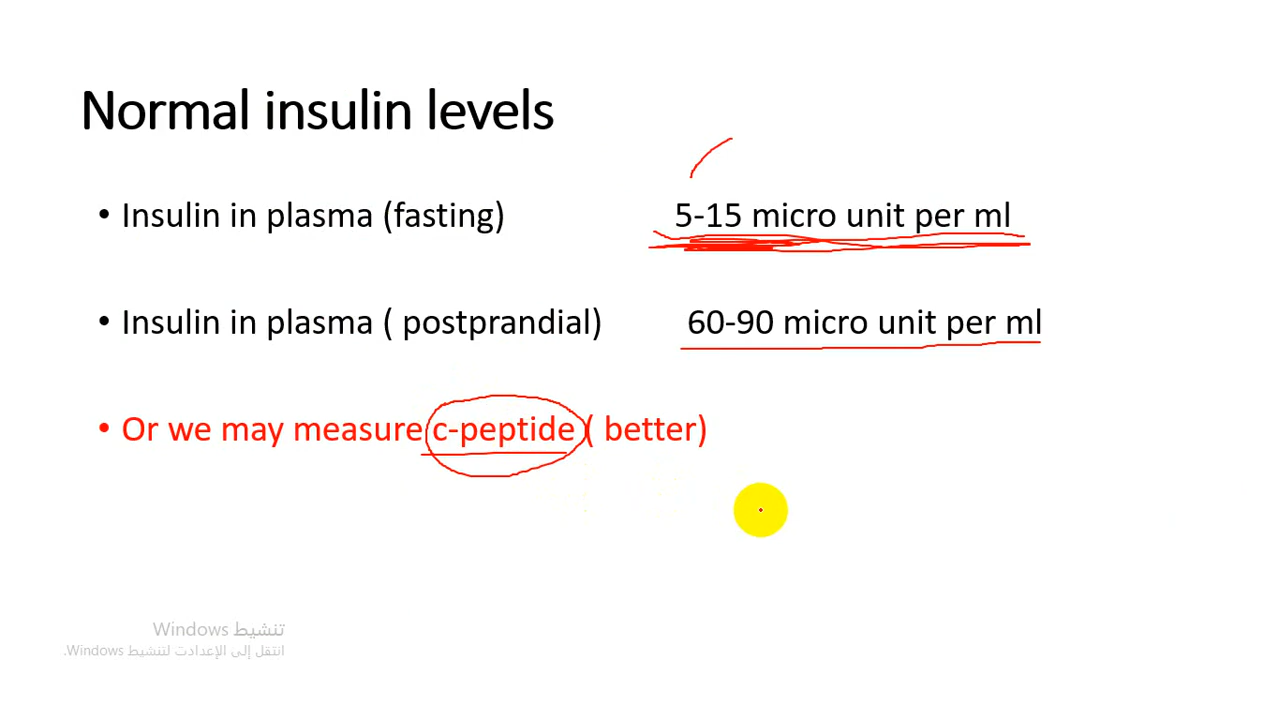 Normal insulin levels
• Insulin in plasma (fasting) 5-15 micro unit per ml
• Insulin in plasma ( postprandial) 60-90 micro unit per ml
• Or we may measure c-peptide ( better)
تنشيط Windows
انتقل إلى الإعدادت لتنشيط Windows.